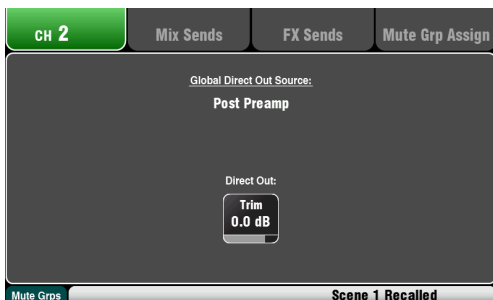 CH 2
Mix Sends
FX Sends
Mute Grp Assign
Global Direct Out Source:
Post Preamp
Direct Out:
Trim
0.0 dB
Mute Grps
Scene 1 Recalled